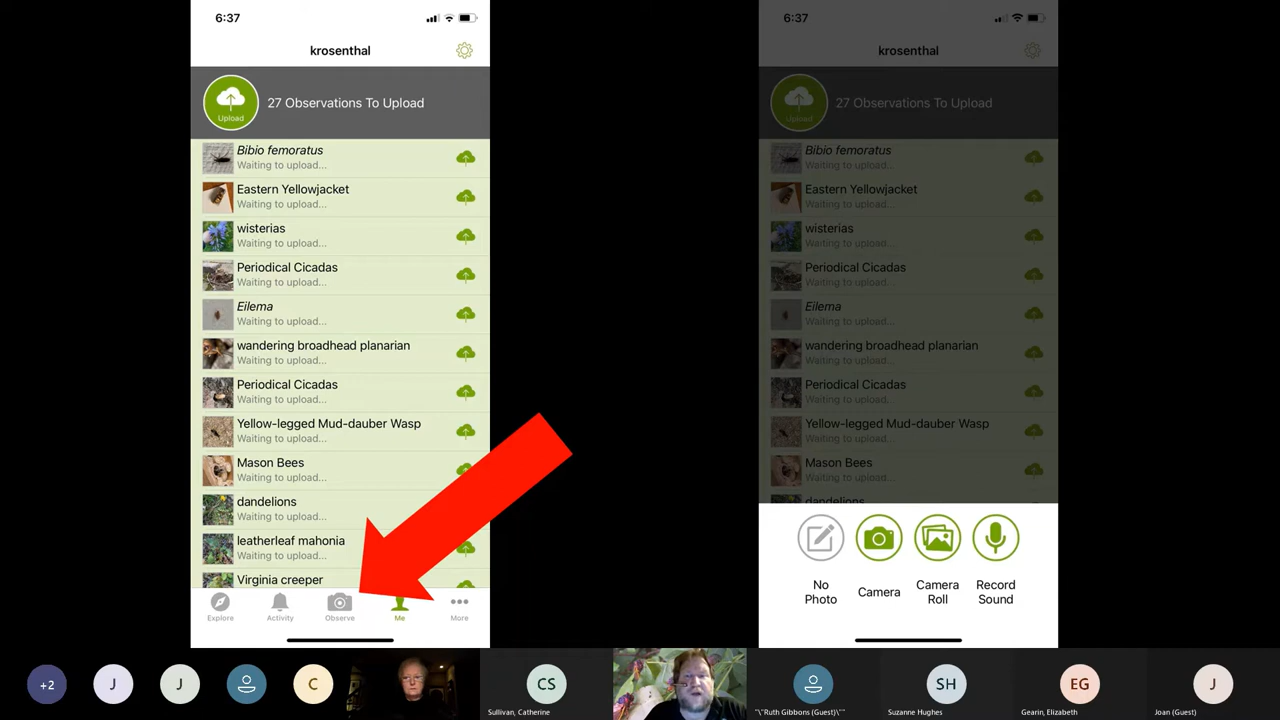 6:37
krosenthal
Upload
27 Observations To Upload
Bibio femoratus
Waiting to upload...
Eastern Yellowjacket
Waiting to upload...
wisterias
Waiting to upload...
Periodical Cicadas
Waiting to upload...
Eilema
Waiting to upload...
wandering broadhead planarian
Waiting to upload...
Periodical Cicadas
Waiting to upload...
Yellow-legged Mud-dauber Wasp
Waiting to upload...
Mason Bees
Waiting to upload...
dandelions
Waiting to upload...
leatherleaf mahonia
Waiting to upload...
Virginia creeper
Explore
Activity
Observe
Me
More
6:37
krosenthal
Upload
27 Observations To Upload
Bibio femoratus
Waiting to upload...
Eastern Yellowjacket
Waiting to upload...
wisterias
Waiting to upload...
Periodical Cicadas
Waiting to upload...
Eilema
Waiting to upload...
wandering broadhead planarian
Waiting to upload...
Periodical Cicadas
Waiting to upload...
Yellow-legged Mud-dauber Wasp
Waiting to upload...
Mason Bees
Waiting to upload...
dandelions
No
Photo
Camera
Camera
Roll
Record
Sound
+2
J
J
C
CS
Sullivan, Catherine
"\"Ruth Gibbons (Guest)\""
SH
Suzanne Hughes
EG
Gearin, Elizabeth
J
Joan (Guest)